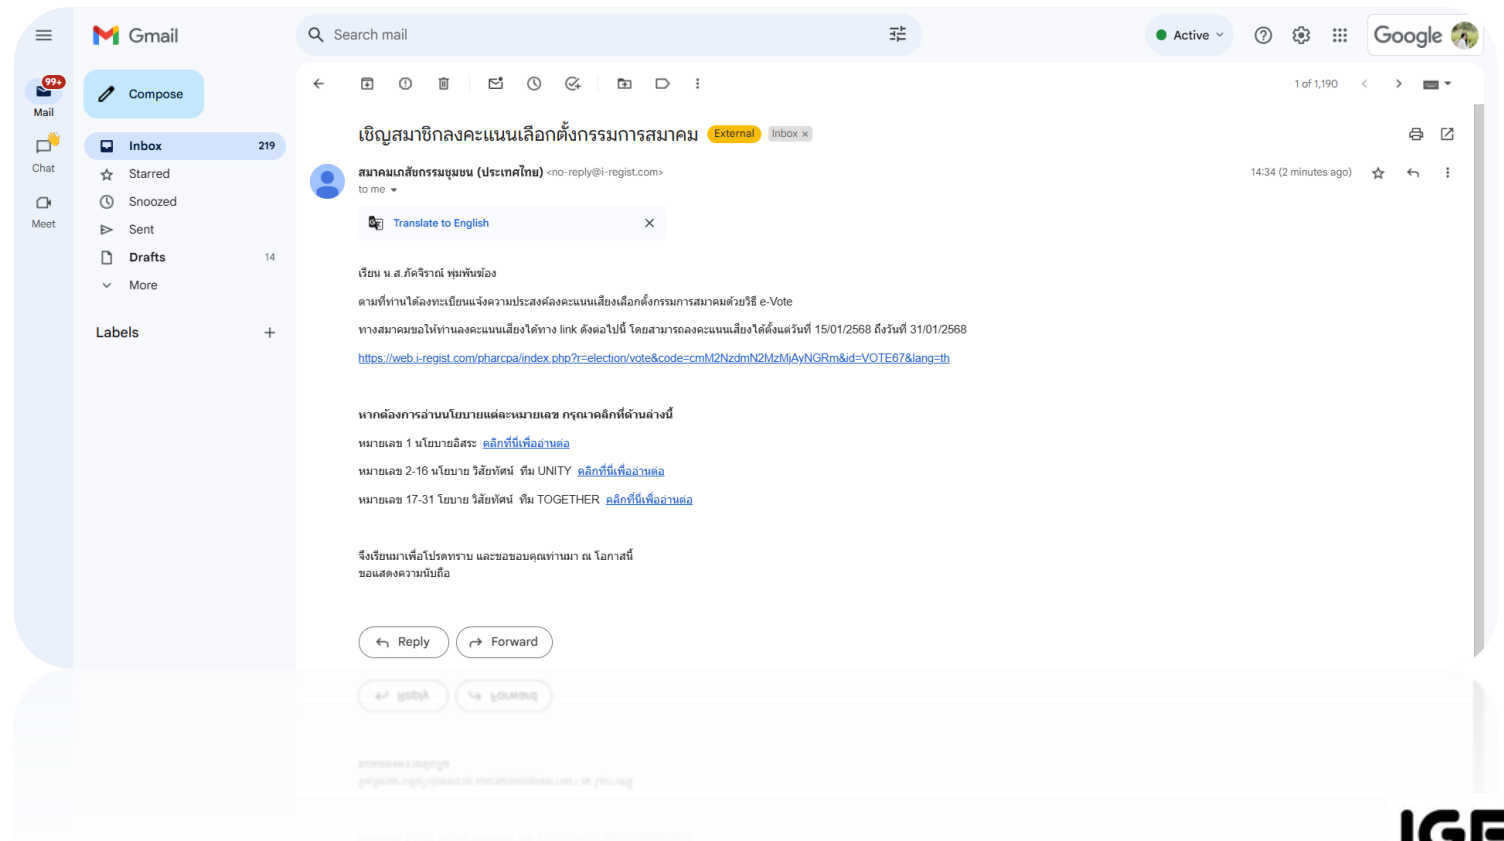 Gmail
Search mail
Active
Google
99+
Mail
Chat
Meet
Compose
Inbox 219
Starred
Snoozed
Sent
Drafts 14
More
Labels
1 of 1,190
เชิญสมาชิกลงคะแนนเลือกตั้งกรรมการสมาคม External Inbox ×
สมาคมเภสัชกรรมชุมชน (ประเทศไทย) <no-reply@i-regist.com>
14:34 (2 minutes ago)
to me
Translate to English
เรียน น.ส.ภัคจิราณ์ พุ่มพันฆ้อง
ตามที่ท่านได้ลงทะเบียนแจ้งความประสงค์ลงคะแนนเสียงเลือกตั้งกรรมการสมาคมด้วยวิธี e-Vote
ทางสมาคมขอให้ท่านลงคะแนนเสียงได้ทาง link ดังต่อไปนี้ โดยสามารถลงคะแนนเสียงได้ตั้งแต่วันที่ 15/01/2568 ถึงวันที่ 31/01/2568
https://web.i-regist.com/pharcpa/index.php?r=election/vote&code=cmM2NzdmN2MzMjAyNGRm&id=VOTE67&lang=th
หากต้องการอ่านนโยบายแต่ละหมายเลข กรุณาคลิกที่ด้านล่างนี้
หมายเลข 1 นโยบายอิสระ คลิกที่นี่เพื่ออ่านต่อ
หมายเลข 2-16 นโยบาย วิสัยทัศน์ ทีม UNITY คลิกที่นี่เพื่ออ่านต่อ
หมายเลข 17-31 โยบาย วิสัยทัศน์ ทีม TOGETHER คลิกที่นี่เพื่ออ่านต่อ
จึงเรียนมาเพื่อโปรดทราบ และขอขอบคุณท่านมา ณ โอกาสนี้
ขอแสดงความนับถือ
Reply
Forward